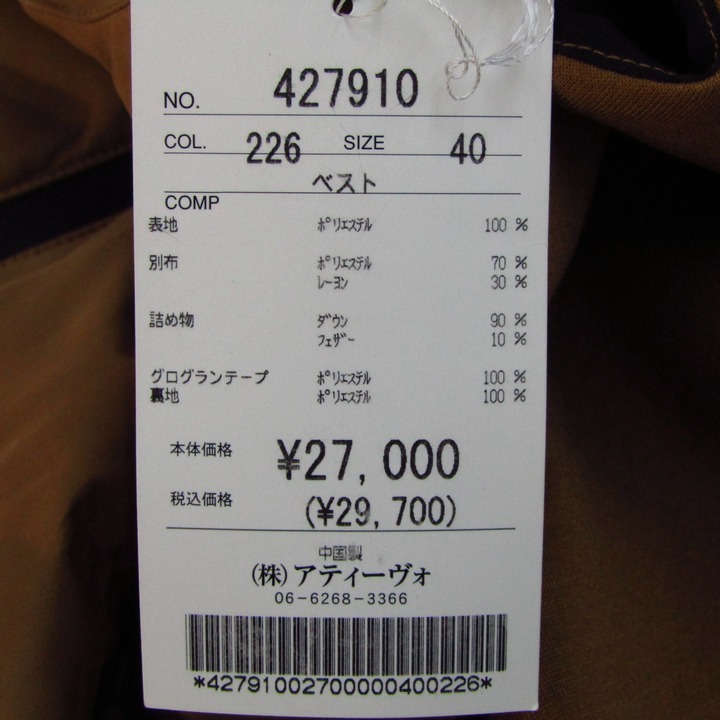 NO. 427910
COL. 226 SIZE 40
ベスト
COMP
表地 ポリエステル 100 %
別布 ポリエステル 70 %
レーヨン 30 %
詰め物 ダウン 90 %
フェザー 10 %
グログランテープ ポリエステル 100 %
裏地 ポリエステル 100 %
本体価格 ¥27,000
税込価格 (¥29,700)
中国製
(株)アティーヴォ
06-6268-3366
*427910027000000400226*